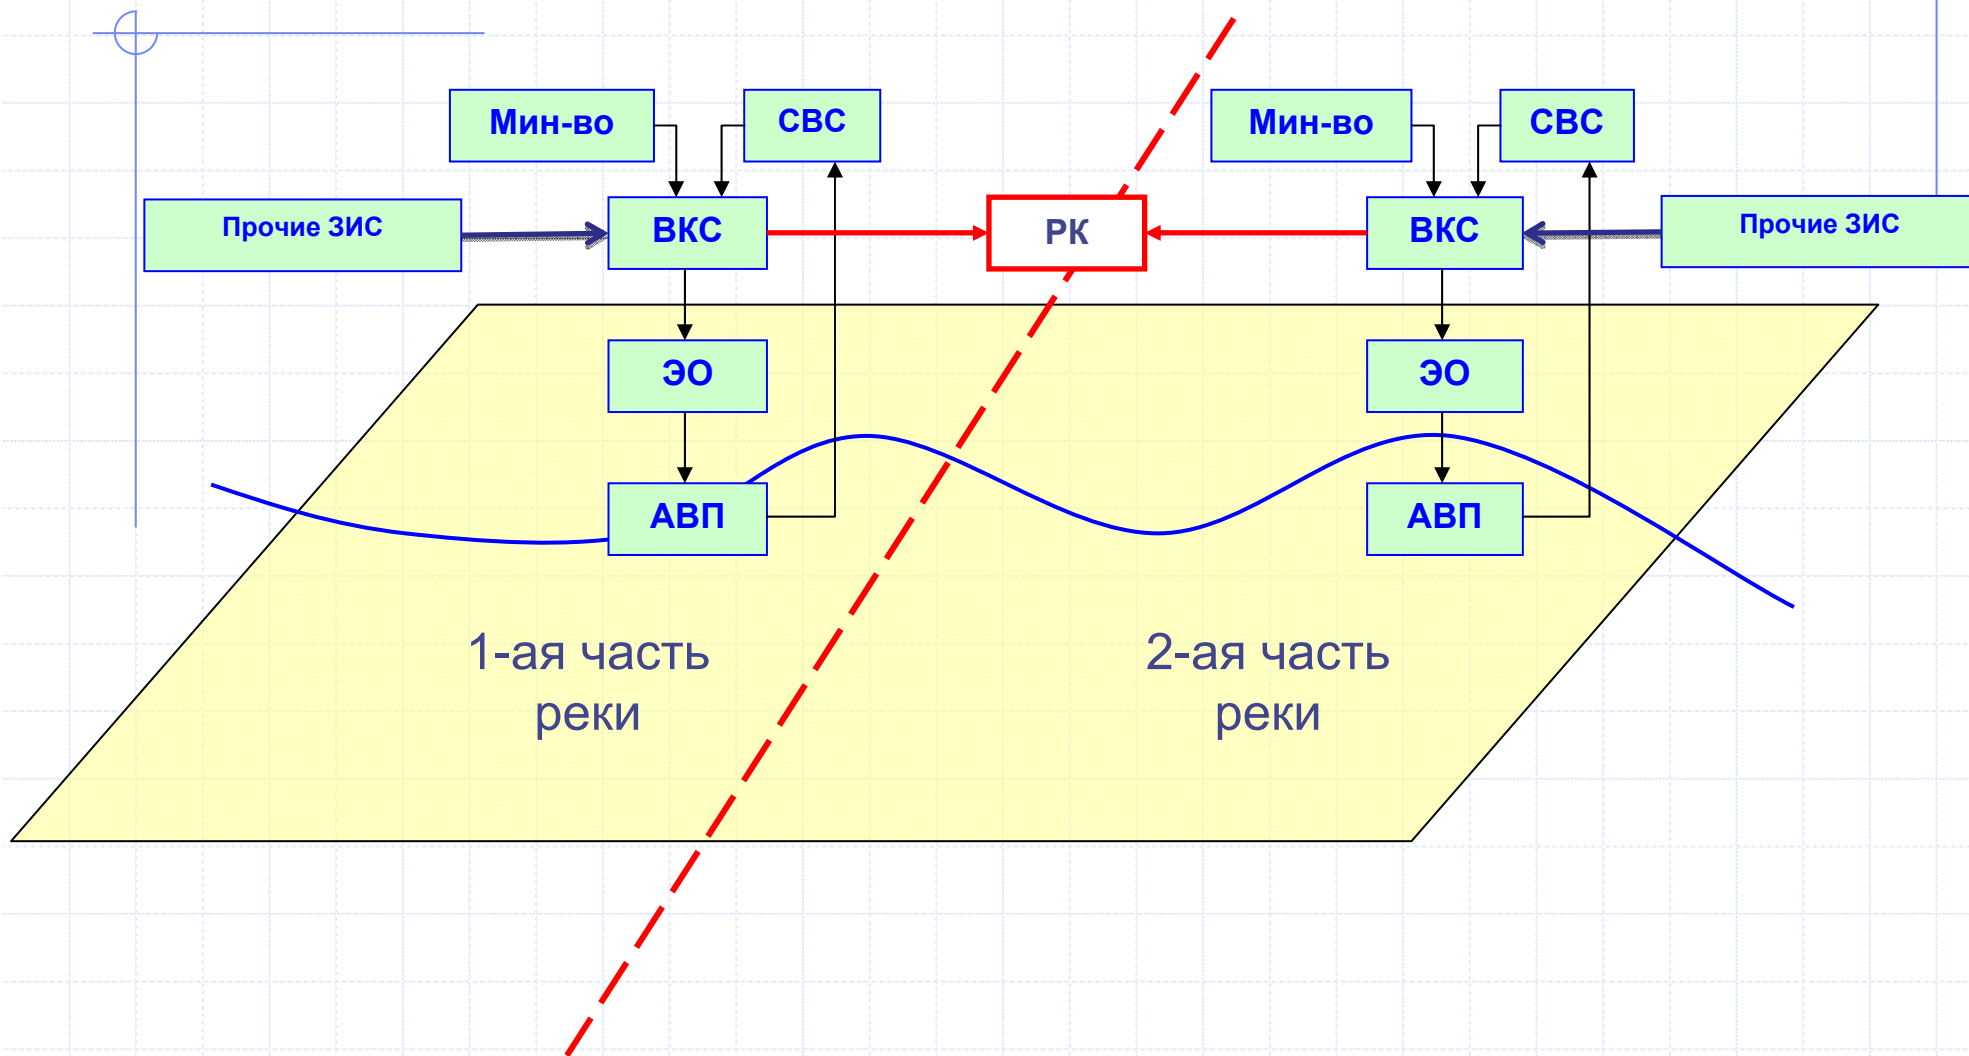 Мин-во
СВС
Мин-во
СВС
Прочие ЗИС
ВКС
РК
ВКС
Прочие ЗИС
ЭО
ЭО
АВП
АВП
1-ая часть
реки
2-ая часть
реки